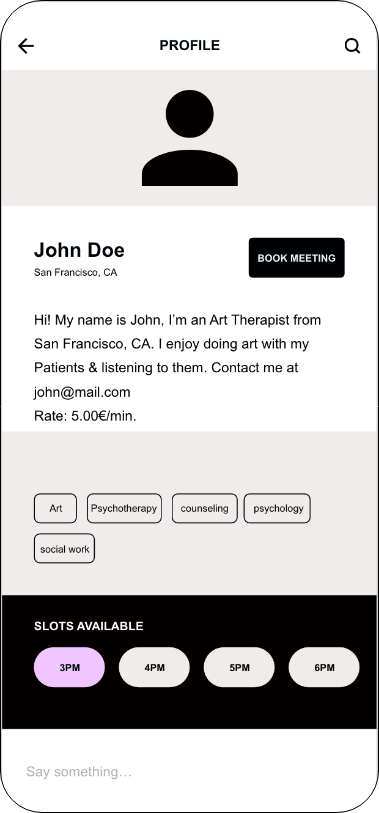 PROFILE
John Doe
San Francisco, CA
BOOK MEETING
Hi! My name is John, I'm an Art Therapist from
San Francisco, CA. I enjoy doing art with my
Patients & listening to them. Contact me at
john@mail.com
Rate: 5.00€/min.
Art Psychotherapy counseling psychology
social work
SLOTS AVAILABLE
3PM 4PM 5PM 6PM
Say something...